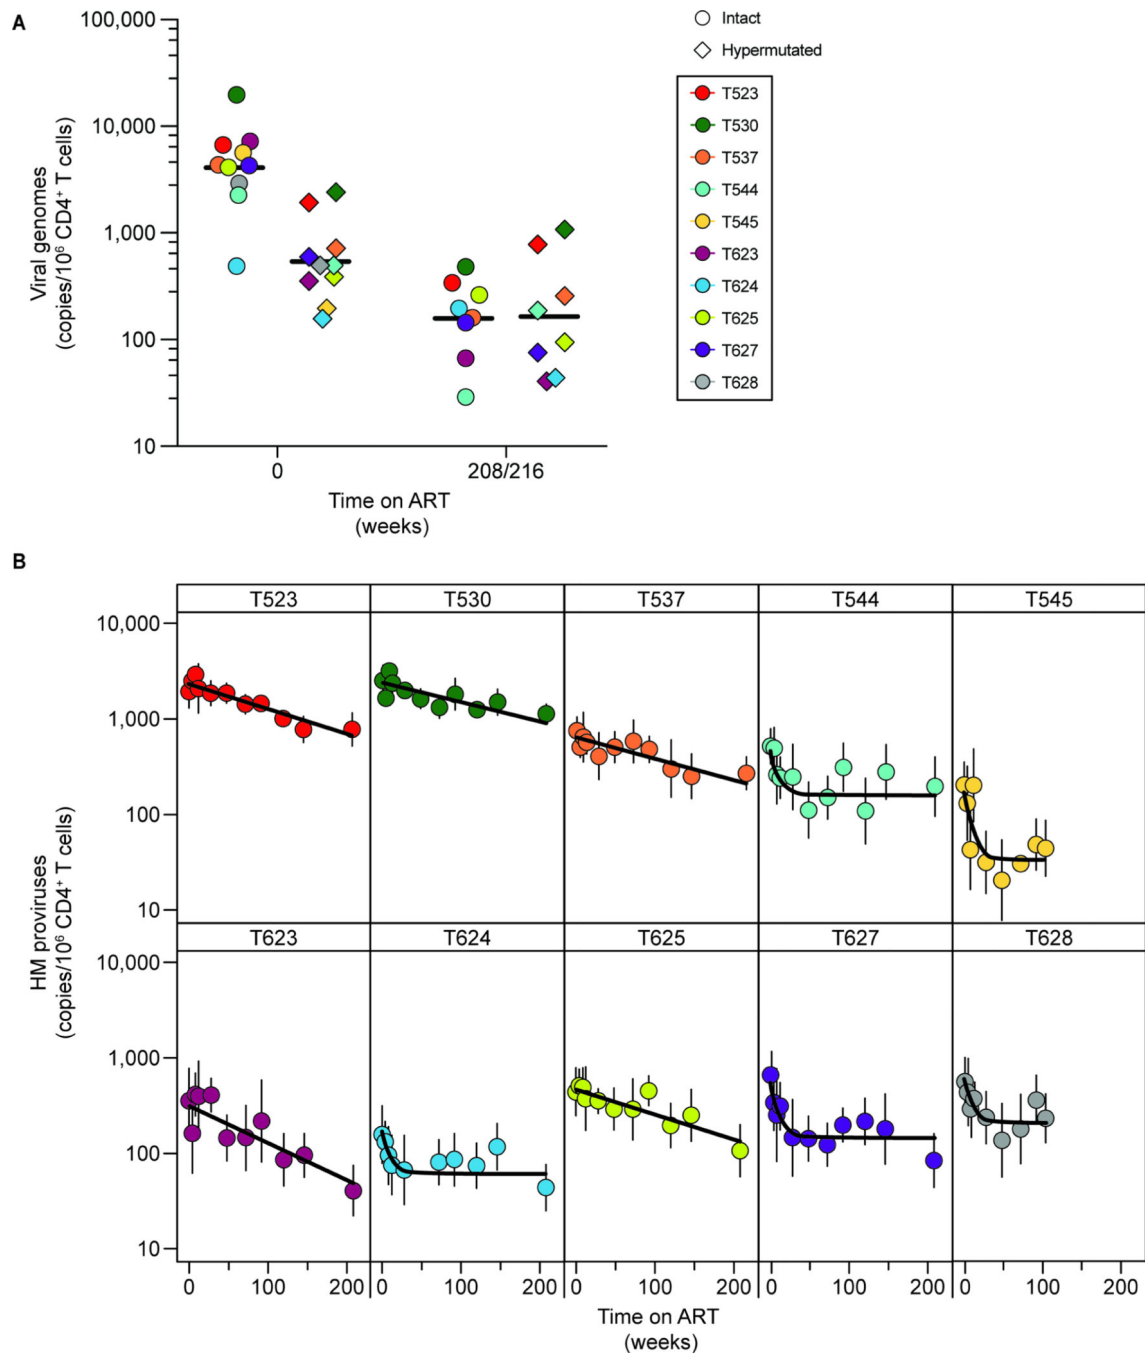 A
100,000
10,000
1,000
100
10
Viral genomes
(copies/10⁶ CD4⁺ T cells)
0
208/216
Time on ART
(weeks)
Intact
Hypermutated
T523
T530
T537
T544
T545
T623
T624
T625
T627
T628
B
T523
T530
T537
T544
T545
10,000
1,000
100
10
T623
T624
T625
T627
T628
10,000
1,000
100
10
HM proviruses
(copies/10⁶ CD4⁺ T cells)
0 100 200 0 100 200 0 100 200 0 100 200 0 100 200
Time on ART
(weeks)